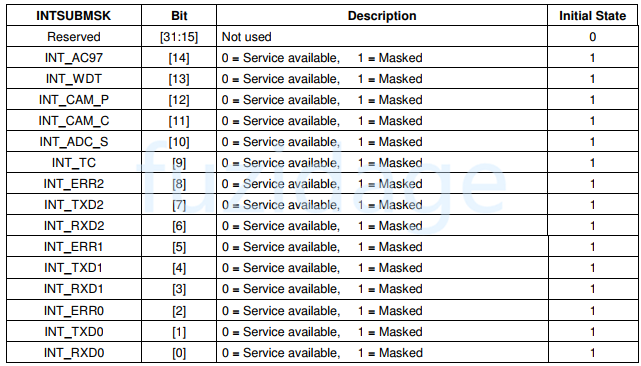 INTSUBMSK Bit Description Initial State
Reserved [31:15] Not used 0
INT_AC97 [14] 0 = Service available, 1 = Masked 1
INT_WDT [13] 0 = Service available, 1 = Masked 1
INT_CAM_P [12] 0 = Service available, 1 = Masked 1
INT_CAM_C [11] 0 = Service available, 1 = Masked 1
INT_ADC_S [10] 0 = Service available, 1 = Masked 1
INT_TC [9] 0 = Service available, 1 = Masked 1
INT_ERR2 [8] 0 = Service available, 1 = Masked 1
INT_TXD2 [7] 0 = Service available, 1 = Masked 1
INT_RXD2 [6] 0 = Service available, 1 = Masked 1
INT_ERR1 [5] 0 = Service available, 1 = Masked 1
INT_TXD1 [4] 0 = Service available, 1 = Masked 1
INT_RXD1 [3] 0 = Service available, 1 = Masked 1
INT_ERR0 [2] 0 = Service available, 1 = Masked 1
INT_TXD0 [1] 0 = Service available, 1 = Masked 1
INT_RXD0 [0] 0 = Service available, 1 = Masked 1
fuzidage